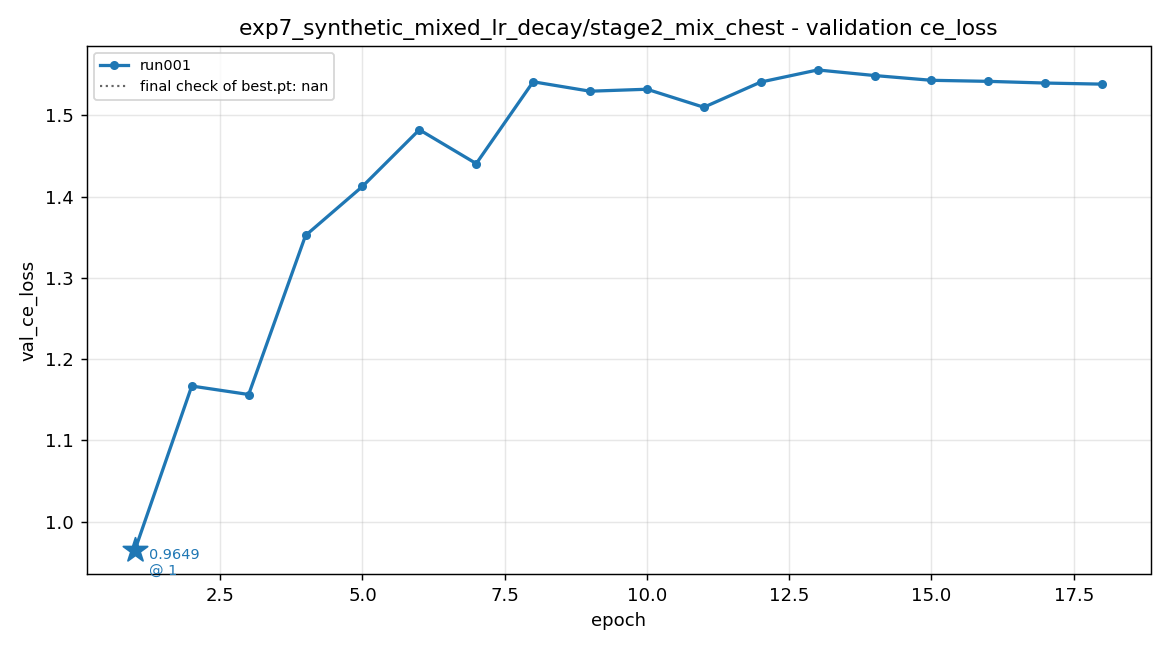 exp7_synthetic_mixed_lr_decay/stage2_mix_chest - validation ce_loss
run001
final check of best.pt: nan
val_ce_loss
1.5
1.4
1.3
1.2
1.1
1.0
0.9649
@ 1
2.5 5.0 7.5 10.0 12.5 15.0 17.5
epoch